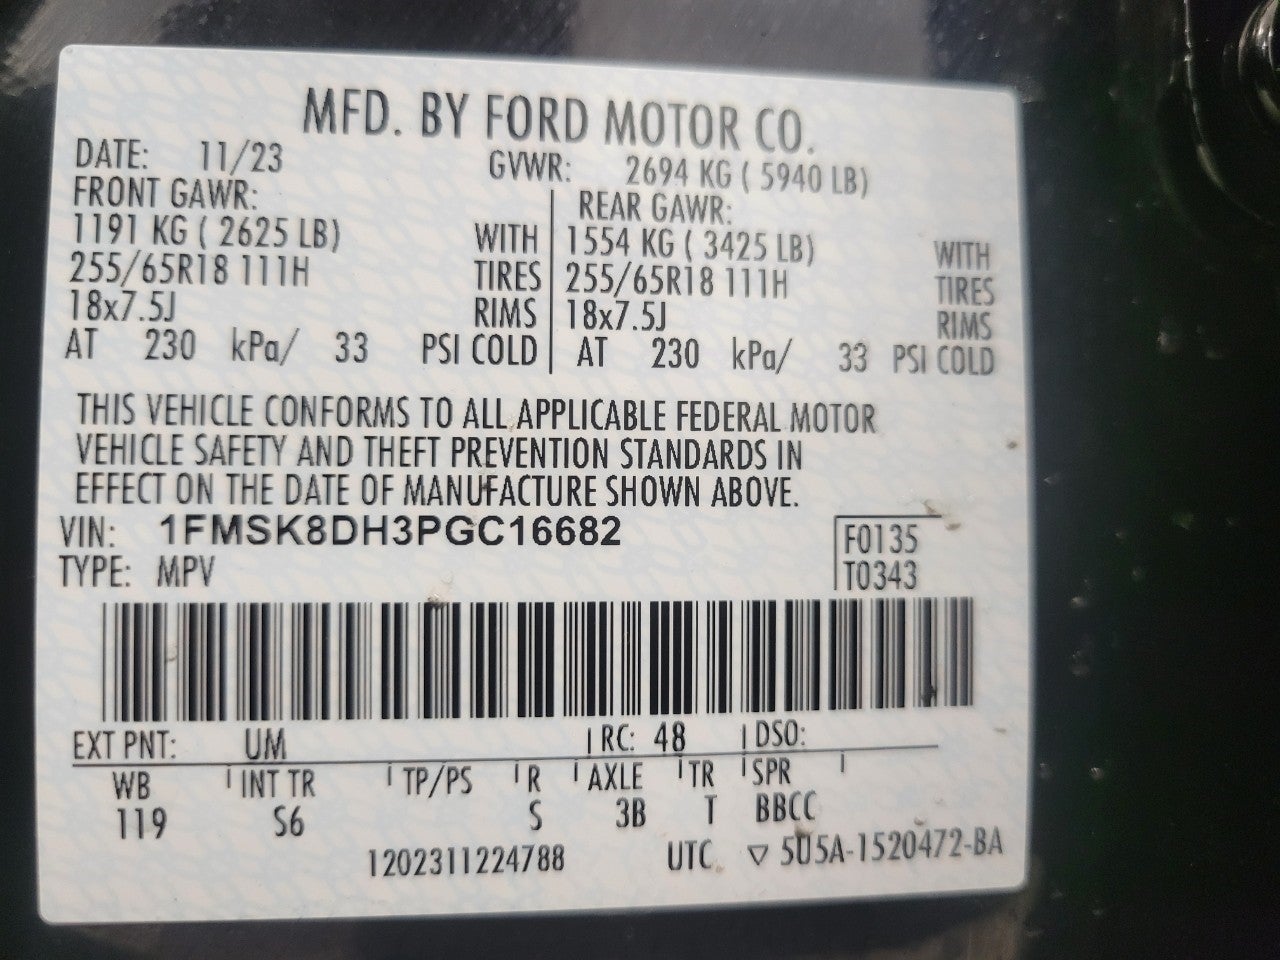 MFD. BY FORD MOTOR CO.
DATE: 11/23 GVWR: 2694 KG ( 5940 LB)
FRONT GAWR: REAR GAWR:
1191 KG ( 2625 LB) WITH 1554 KG ( 3425 LB) WITH
255/65R18 111H TIRES 255/65R18 111H TIRES
18x7.5J RIMS 18x7.5J RIMS
AT 230 kPa/ 33 PSI COLD AT 230 kPa/ 33 PSI COLD
THIS VEHICLE CONFORMS TO ALL APPLICABLE FEDERAL MOTOR
VEHICLE SAFETY AND THEFT PREVENTION STANDARDS IN
EFFECT ON THE DATE OF MANUFACTURE SHOWN ABOVE.
VIN: 1FMSK8DH3PGC16682 F0135
TYPE: MPV T0343
EXT PNT: UM RC: 48 DSO:
WB INT TR TP/PS R AXLE TR SPR
119 S6 S 3B T BBCC
1202311224788 UTC ▽ 5U5A-1520472-BA